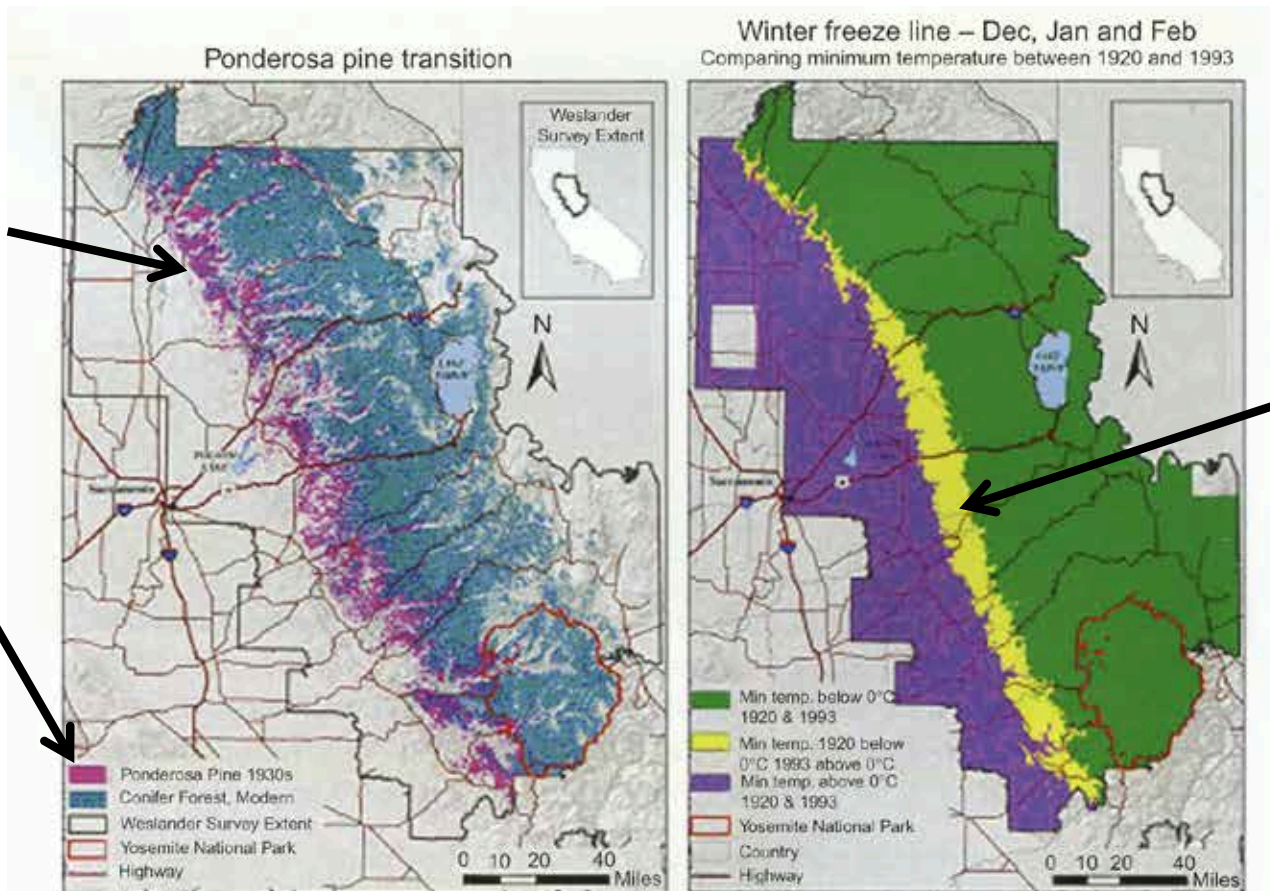 Ponderosa pine transition
Weslander
Survey Extent
N
Sacramento
Ponderosa Pine 1930s
Conifer Forest, Modern
Weslander Survey Extent
Yosemite National Park
Highway
0 10 20 40
Miles
Winter freeze line – Dec, Jan and Feb
Comparing minimum temperature between 1920 and 1993
N
Min temp. below 0°C
1920 & 1993
Min temp. 1920 below
0°C 1993 above 0°C
Min temp. above 0°C
1920 & 1993
Yosemite National Park
Country
Highway
0 10 20 40
Miles